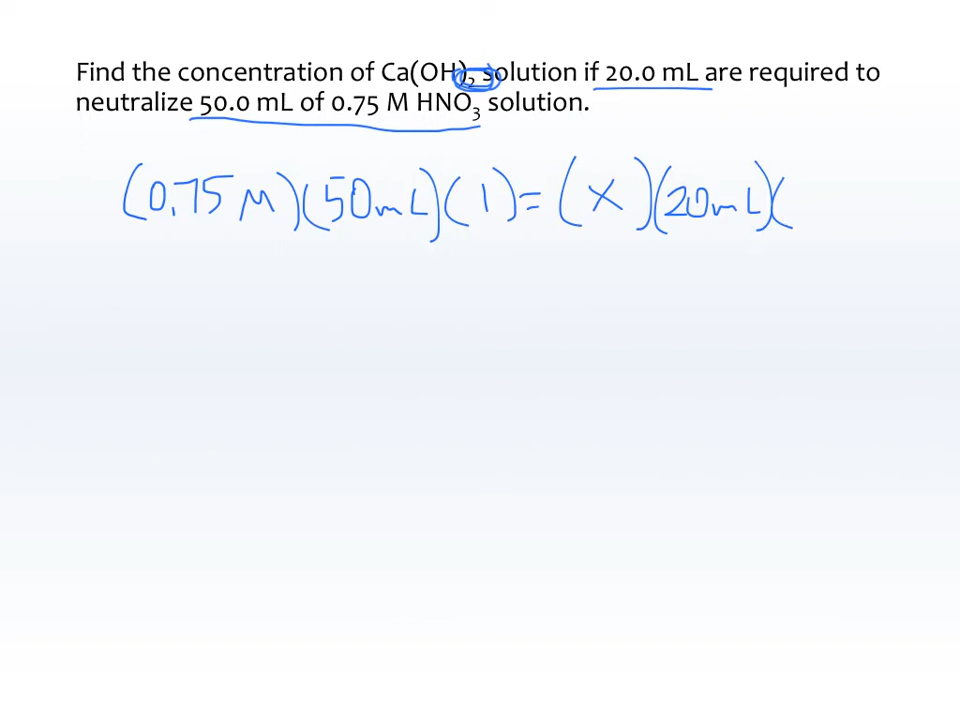 Find the concentration of Ca(OH)₂ solution if 20.0 mL are required to
neutralize 50.0 mL of 0.75 M HNO₃ solution.
(0.75 M)(50mL)(1)=(X)(20mL)(